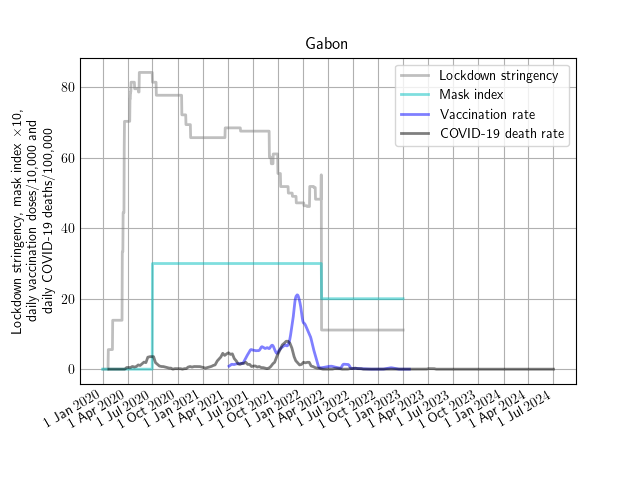 Gabon
Lockdown stringency, mask index ×10,
daily vaccination doses/10,000 and
daily COVID-19 deaths/100,000
80
60
40
20
0
Lockdown stringency
Mask index
Vaccination rate
COVID-19 death rate
1 Jan 2020
1 Apr 2020
1 Jul 2020
1 Oct 2020
1 Jan 2021
1 Apr 2021
1 Jul 2021
1 Oct 2021
1 Jan 2022
1 Apr 2022
1 Jul 2022
1 Oct 2022
1 Jan 2023
1 Apr 2023
1 Jul 2023
1 Oct 2023
1 Jan 2024
1 Apr 2024
1 Jul 2024